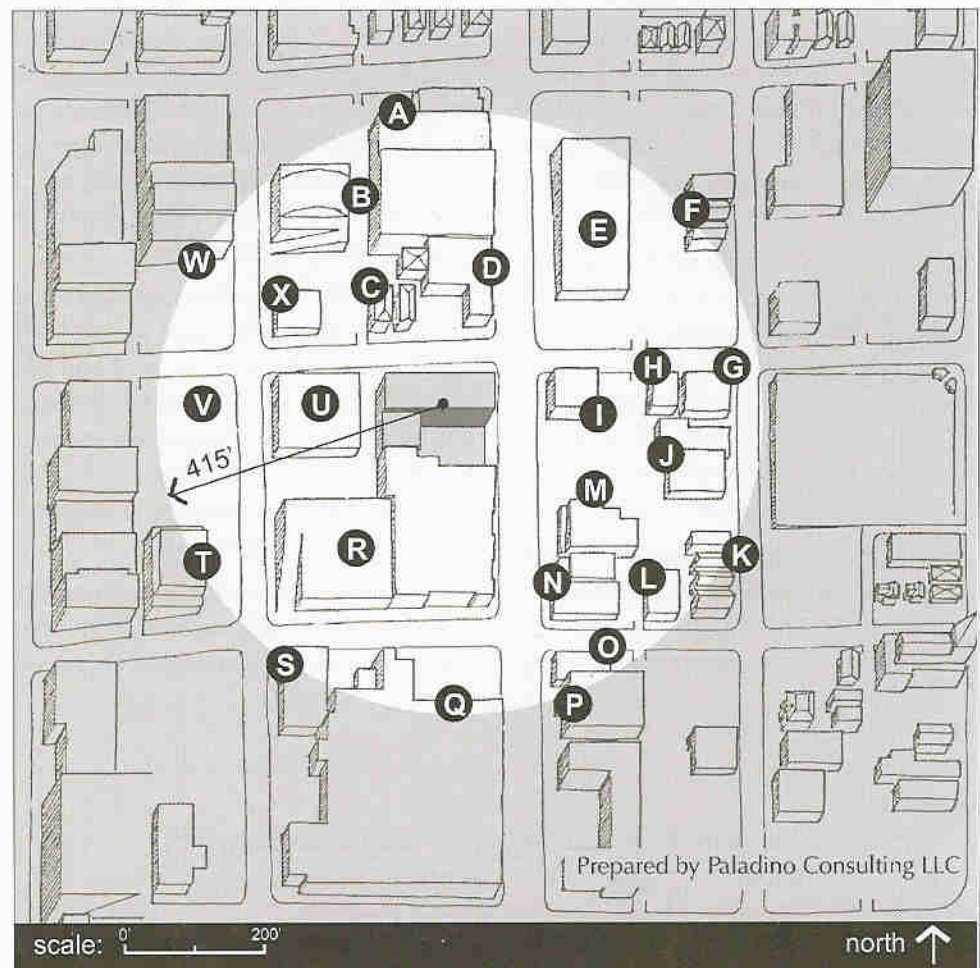 A
B
F
E
W
D
C
X
H
G
V
U
I
415'
J
M
R
K
T
N
L
O
S
Q
P
Prepared by Paladino Consulting LLC
scale: 0' 200'
north